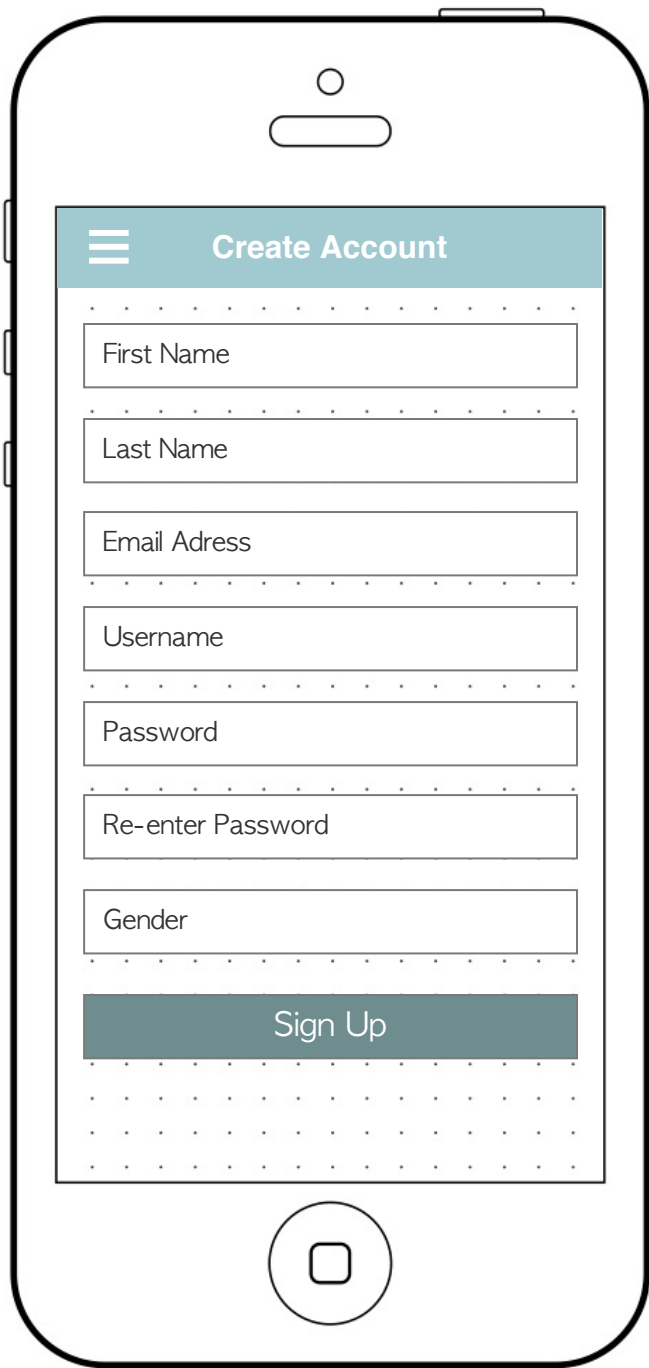 Create Account
First Name
Last Name
Email Adress
Username
Password
Re-enter Password
Gender
Sign Up